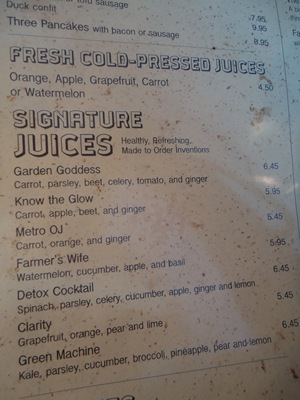 sausage
Duck confit 7.95
9.95
Three Pancakes with bacon or sausage 8.95
FRESH COLD-PRESSED JUICES
Orange, Apple, Grapefruit, Carrot
or Watermelon 4.50
SIGNATURE
JUICES
Healthy, Refreshing,
Made to Order Inventions
Garden Goddess 6.45
Carrot, parsley, beet, celery, tomato, and ginger
Know the Glow 5.95
Carrot, apple, beet, and ginger
Metro OJ 5.45
Carrot, orange, and ginger
Farmer's Wife 5.95
Watermelon, cucumber, apple, and basil
Detox Cocktail 6.45
Spinach, parsley, celery, cucumber, apple, ginger and lemon
Clarity 5.45
Grapefruit, orange, pear and lime
Green Machine 6.45
Kale, parsley, cucumber, broccoli, pineapple, pear and lemon